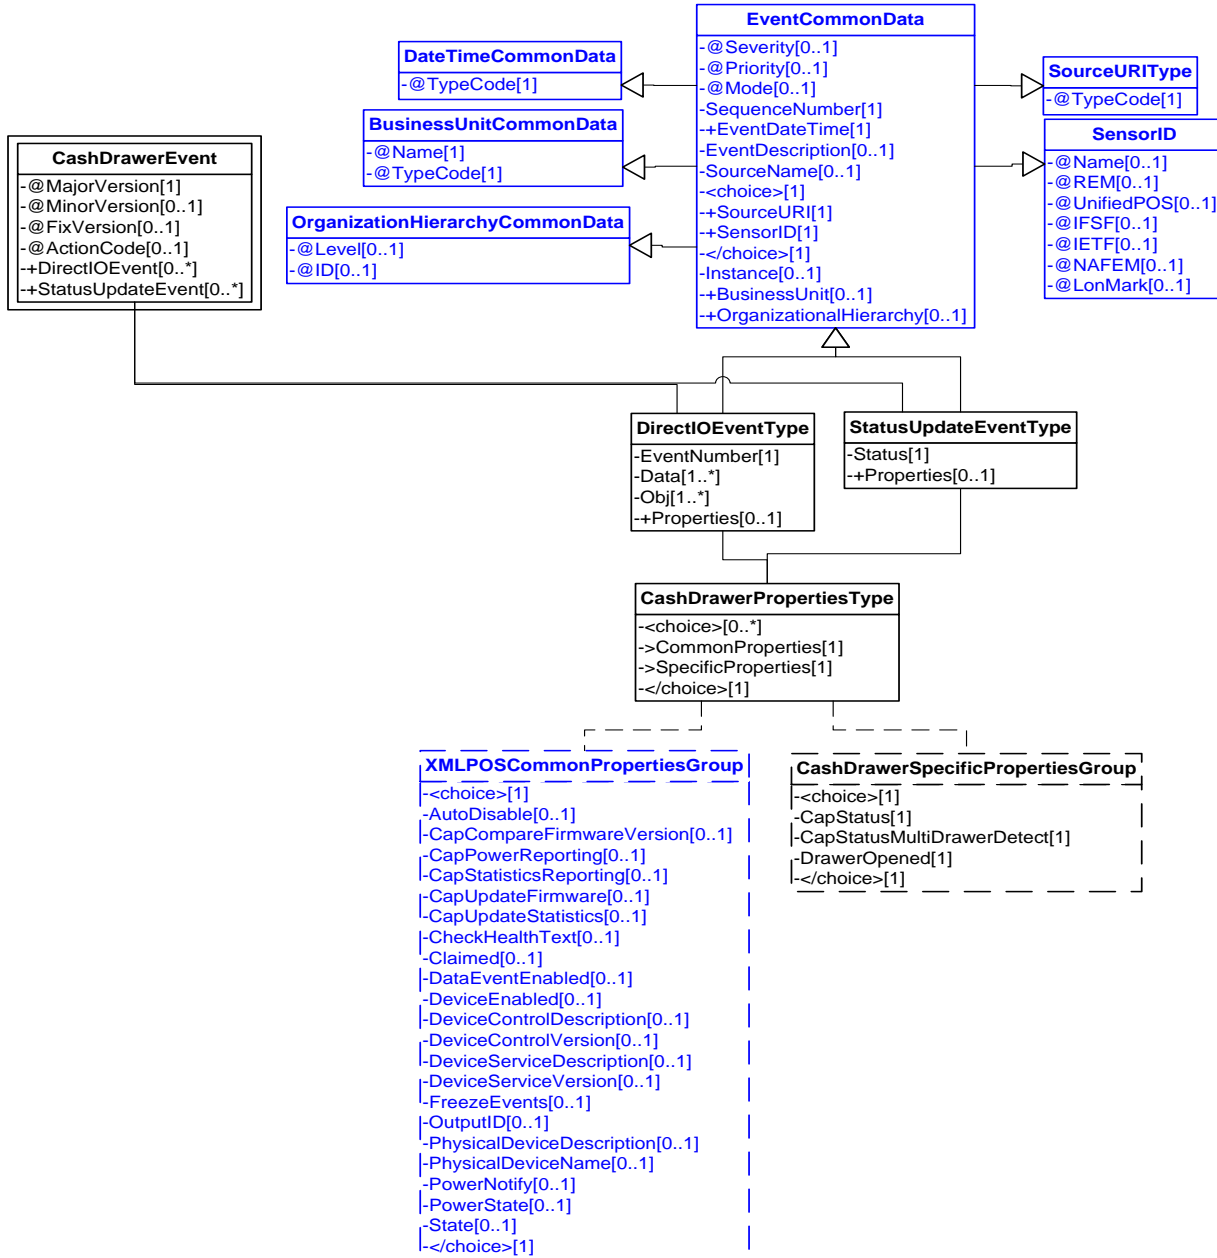 EventCommonData
-@Severity[0..1]
-@Priority[0..1]
-@Mode[0..1]
-SequenceNumber[1]
-+EventDateTime[1]
-EventDescription[0..1]
-SourceName[0..1]
-<choice>[1]
-+SourceURI[1]
-+SensorID[1]
-</choice>[1]
-Instance[0..1]
-+BusinessUnit[0..1]
-+OrganizationalHierarchy[0..1]
DateTimeCommonData
-@TypeCode[1]
BusinessUnitCommonData
-@Name[1]
-@TypeCode[1]
OrganizationHierarchyCommonData
-@Level[0..1]
-@ID[0..1]
SourceURIType
-@TypeCode[1]
SensorID
-@Name[0..1]
-@REM[0..1]
-@UnifiedPOS[0..1]
-@IFSF[0..1]
-@IETF[0..1]
-@NAFEM[0..1]
-@LonMark[0..1]
CashDrawerEvent
-@MajorVersion[1]
-@MinorVersion[0..1]
-@FixVersion[0..1]
-@ActionCode[0..1]
-+DirectIOEvent[0..*]
-+StatusUpdateEvent[0..*]
DirectIOEventType
-EventNumber[1]
-Data[1..*]
-Obj[1..*]
-+Properties[0..1]
StatusUpdateEventType
-Status[1]
-+Properties[0..1]
CashDrawerPropertiesType
-<choice>[0..*]
->CommonProperties[1]
->SpecificProperties[1]
-</choice>[1]
XMLPOSCommonPropertiesGroup
-<choice>[1]
-AutoDisable[0..1]
-CapCompareFirmwareVersion[0..1]
-CapPowerReporting[0..1]
-CapStatisticsReporting[0..1]
-CapUpdateFirmware[0..1]
-CapUpdateStatistics[0..1]
-CheckHealthText[0..1]
-Claimed[0..1]
-DataEventEnabled[0..1]
-DeviceEnabled[0..1]
-DeviceControlDescription[0..1]
-DeviceControlVersion[0..1]
-DeviceServiceDescription[0..1]
-DeviceServiceVersion[0..1]
-FreezeEvents[0..1]
-OutputID[0..1]
-PhysicalDeviceDescription[0..1]
-PhysicalDeviceName[0..1]
-PowerNotify[0..1]
-PowerState[0..1]
-State[0..1]
-</choice>[1]
CashDrawerSpecificPropertiesGroup
-<choice>[1]
-CapStatus[1]
-CapStatusMultiDrawerDetect[1]
-DrawerOpened[1]
-</choice>[1]